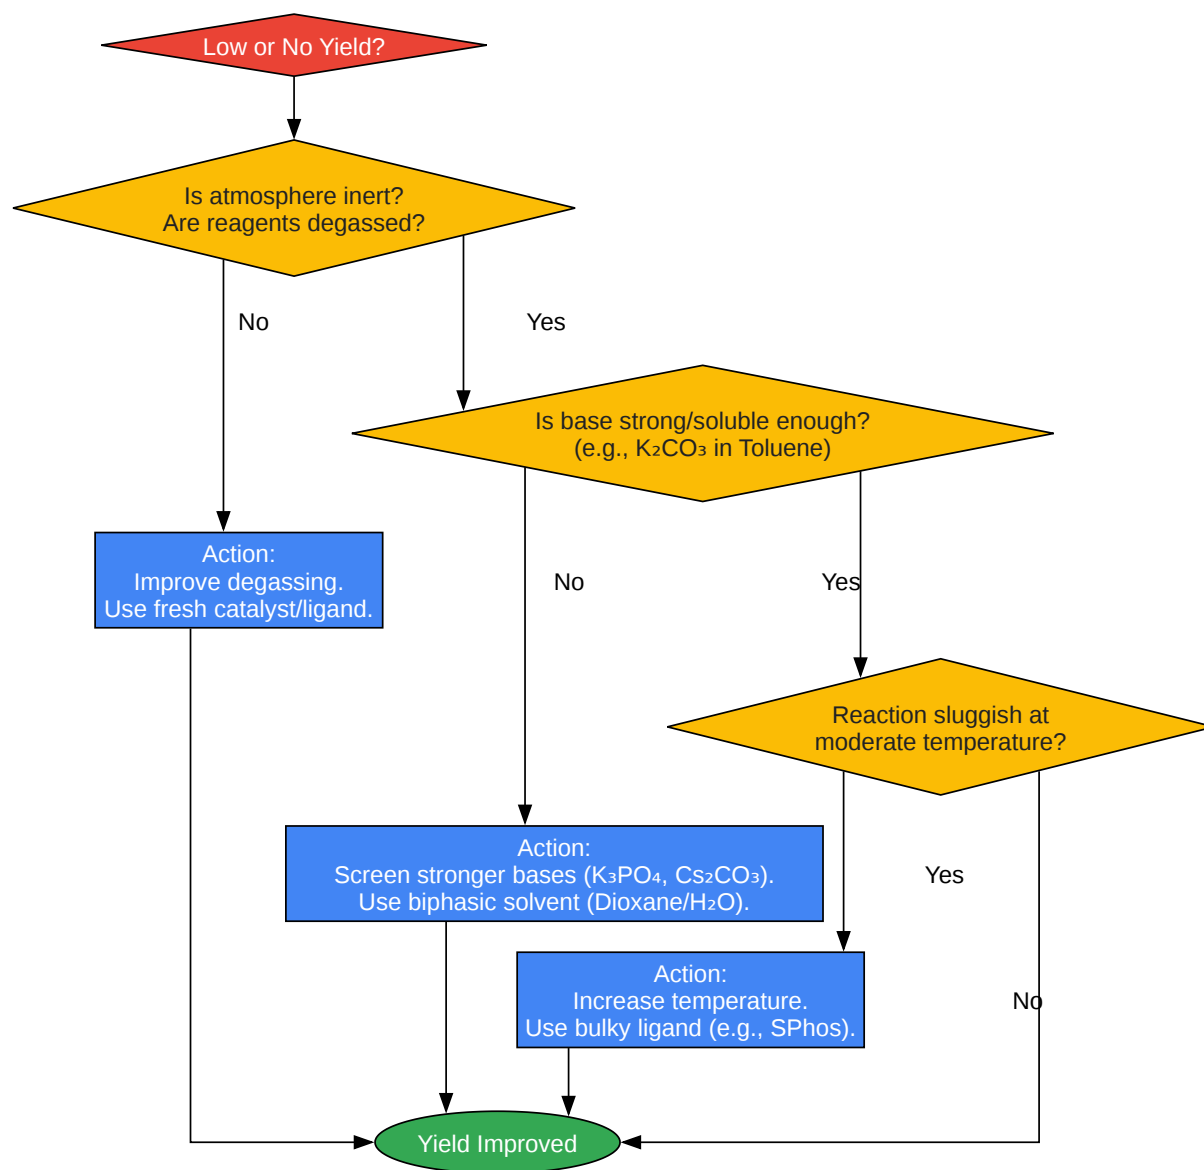 Low or No Yield?
Is atmosphere inert?
Are reagents degassed?
No
Yes
Is base strong/soluble enough?
(e.g., K₂CO₃ in Toluene)
Action:
Improve degassing.
Use fresh catalyst/ligand.
No
Yes
Reaction sluggish at
moderate temperature?
Action:
Screen stronger bases (K₃PO₄, Cs₂CO₃).
Use biphasic solvent (Dioxane/H₂O).
Yes
Action:
Increase temperature.
Use bulky ligand (e.g., SPhos).
No
Yield Improved